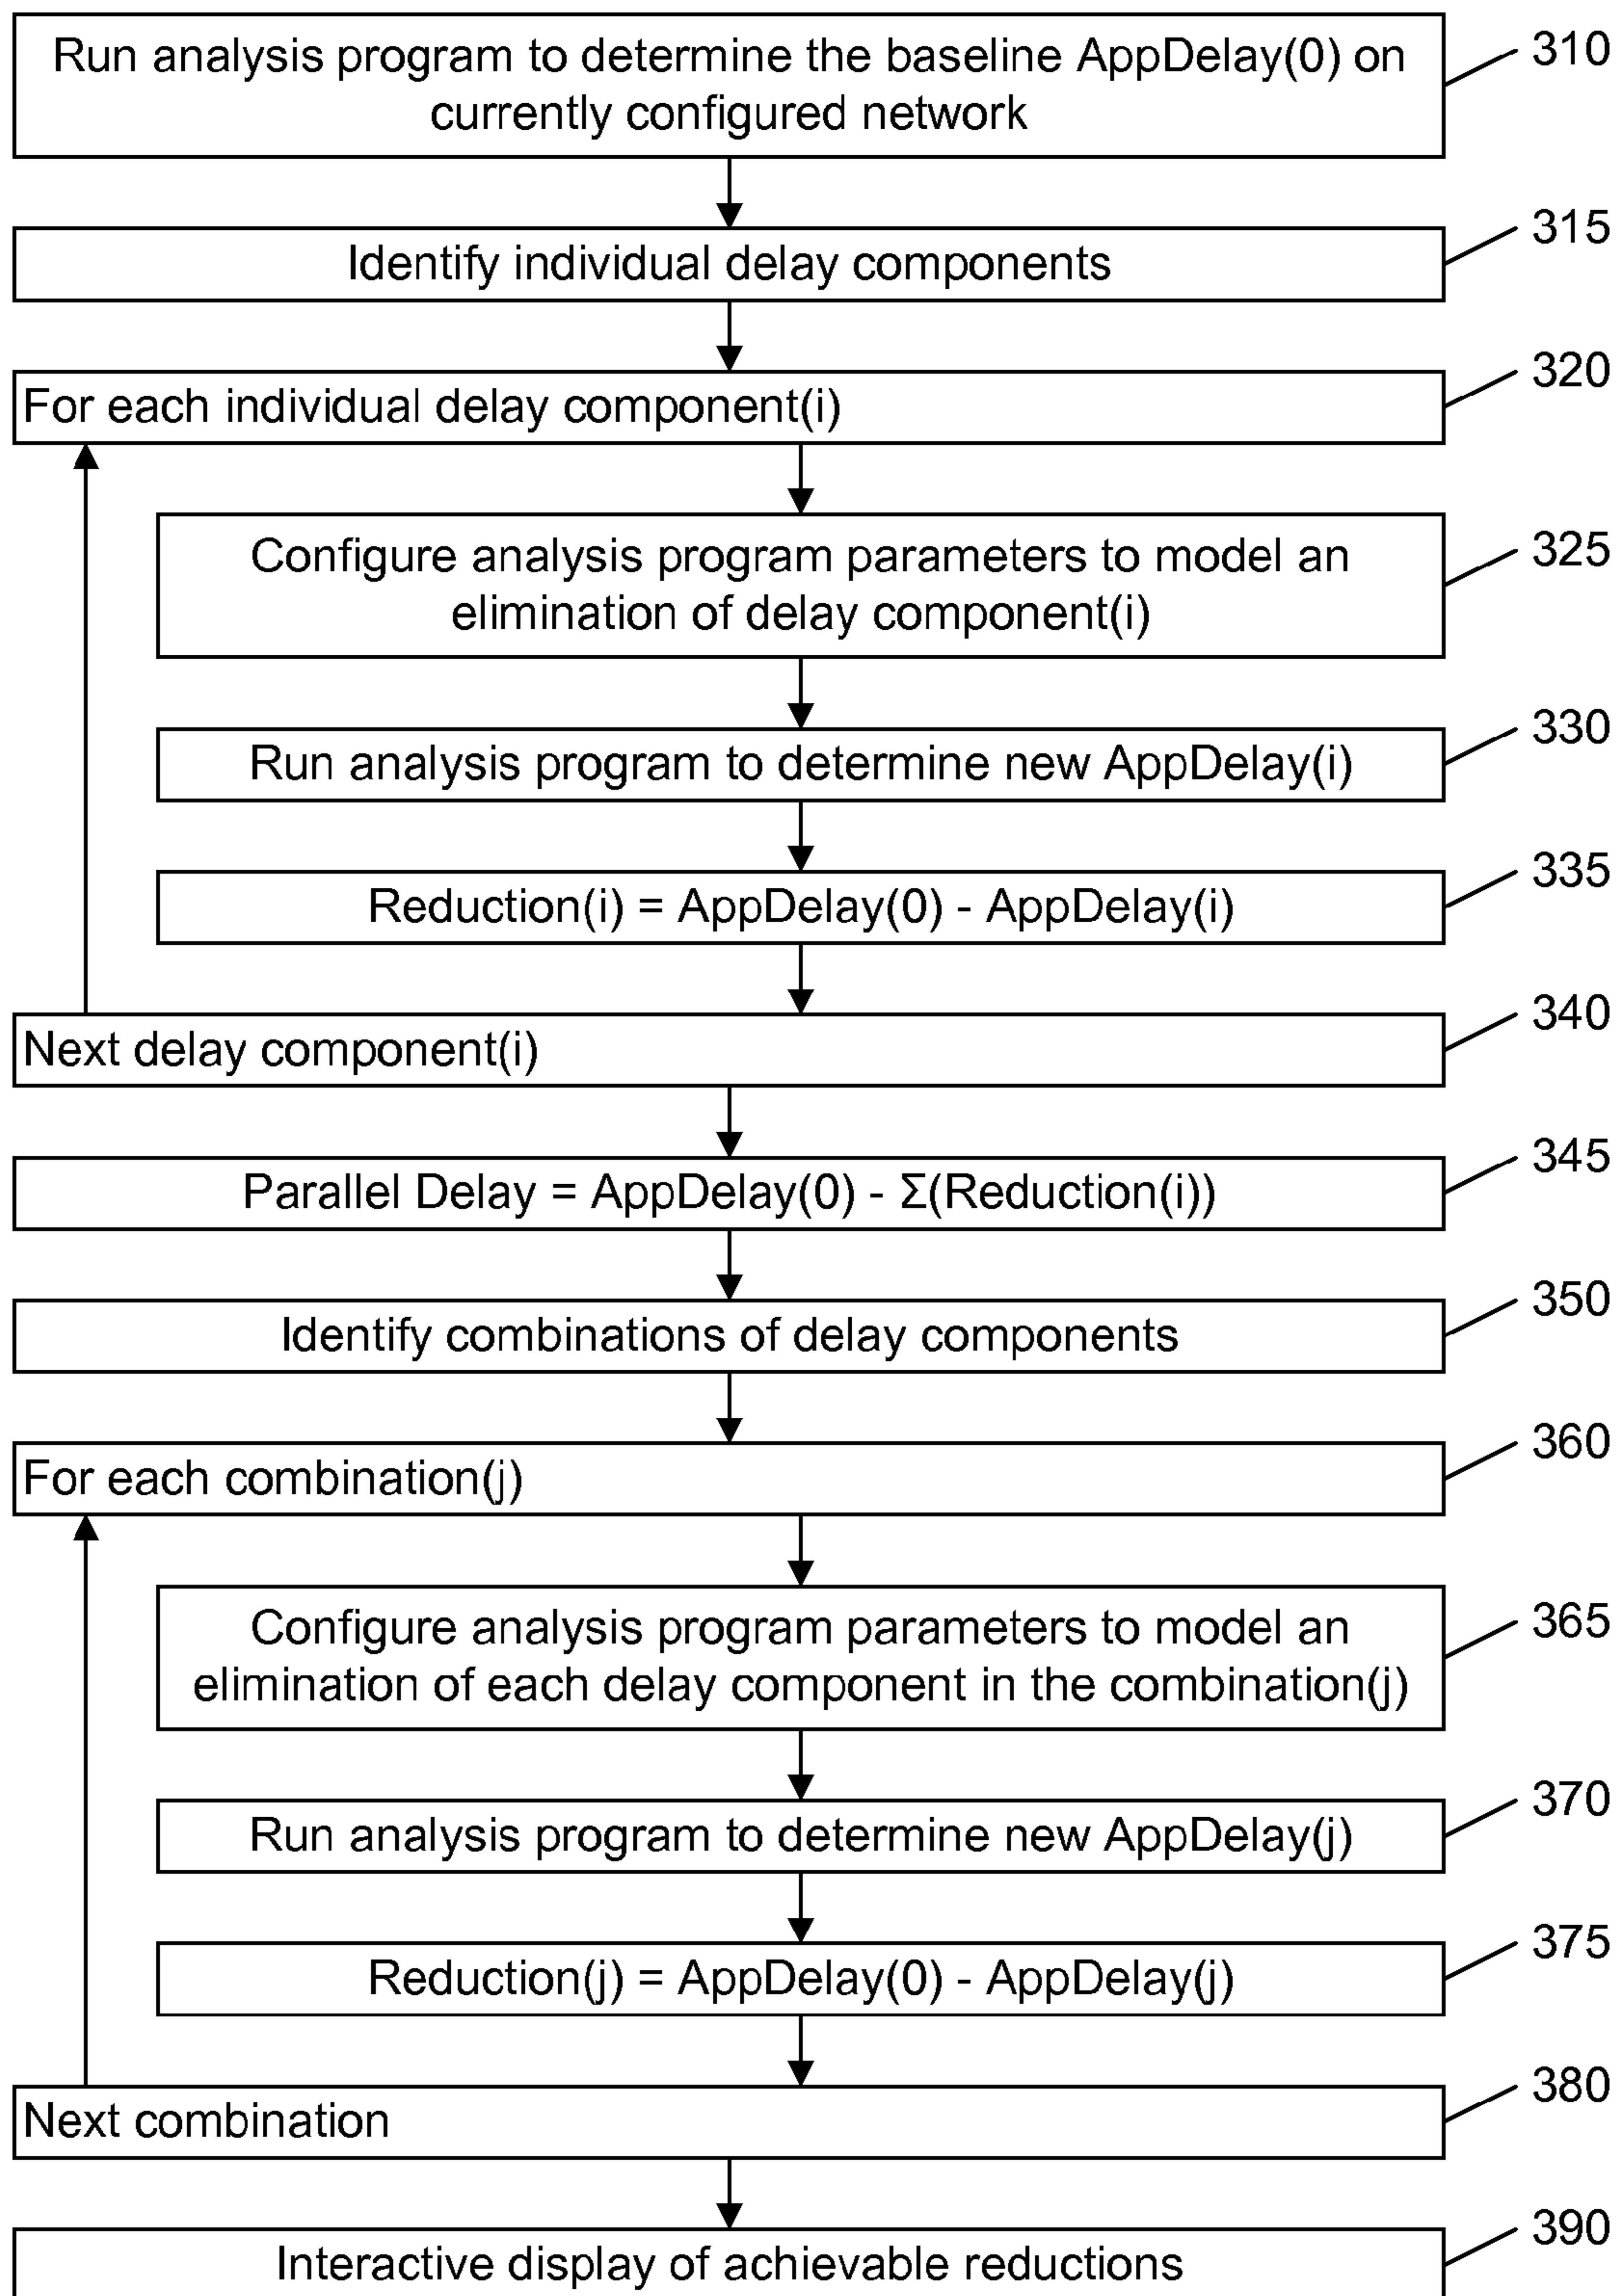 Run analysis program to determine the baseline AppDelay(0) on
currently configured network
310
Identify individual delay components
315
For each individual delay component(i)
320
Configure analysis program parameters to model an
elimination of delay component(i)
325
Run analysis program to determine new AppDelay(i)
330
Reduction(i) = AppDelay(0) - AppDelay(i)
335
Next delay component(i)
340
Parallel Delay = AppDelay(0) - Σ(Reduction(i))
345
Identify combinations of delay components
350
For each combination(j)
360
Configure analysis program parameters to model an
elimination of each delay component in the combination(j)
365
Run analysis program to determine new AppDelay(j)
370
Reduction(j) = AppDelay(0) - AppDelay(j)
375
Next combination
380
Interactive display of achievable reductions
390